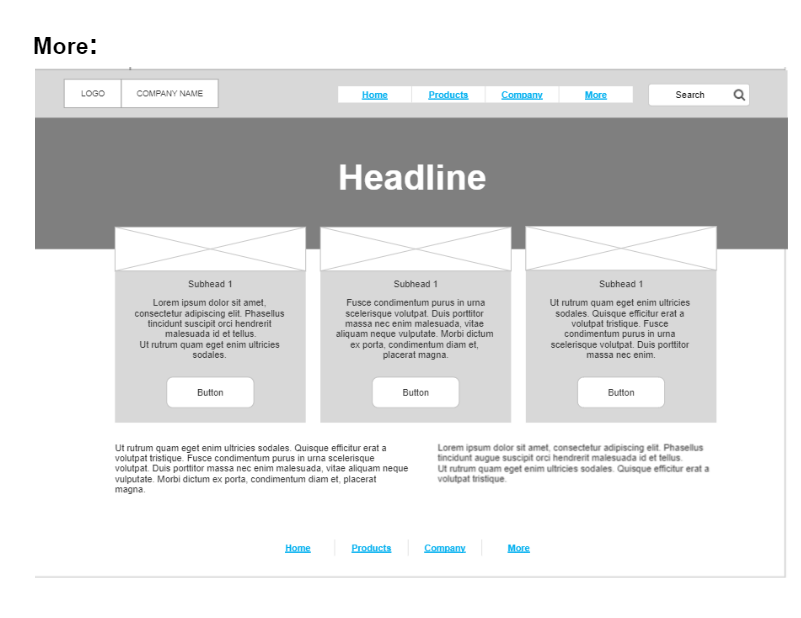 More:
LOGO COMPANY NAME Home Products Company More Search
Headline
Subhead 1
Lorem ipsum dolor sit amet,
consectetur adipiscing elit. Phasellus
tincidunt suscipit orci hendrerit
malesuada id et tellus.
Ut rutrum quam eget enim ultricies
sodales.
Button
Subhead 1
Fusce condimentum purus in urna
scelerisque volutpat. Duis porttitor
massa nec enim malesuada, vitae
aliquam neque vulputate. Morbi dictum
ex porta, condimentum diam et,
placerat magna.
Button
Subhead 1
Ut rutrum quam eget enim ultricies
sodales. Quisque efficitur erat a
volutpat tristique. Fusce
condimentum purus in urna
scelerisque volutpat. Duis porttitor
massa nec enim.
Button
Ut rutrum quam eget enim ultricies sodales. Quisque efficitur erat a
volutpat tristique. Fusce condimentum purus in urna scelerisque
volutpat. Duis porttitor massa nec enim malesuada, vitae aliquam neque
vulputate. Morbi dictum ex porta, condimentum diam et, placerat
magna.
Lorem ipsum dolor sit amet, consectetur adipiscing elit. Phasellus
tincidunt augue suscipit orci hendrerit malesuada id et tellus.
Ut rutrum quam eget enim ultricies sodales. Quisque efficitur erat a
volutpat tristique.
Home Products Company More